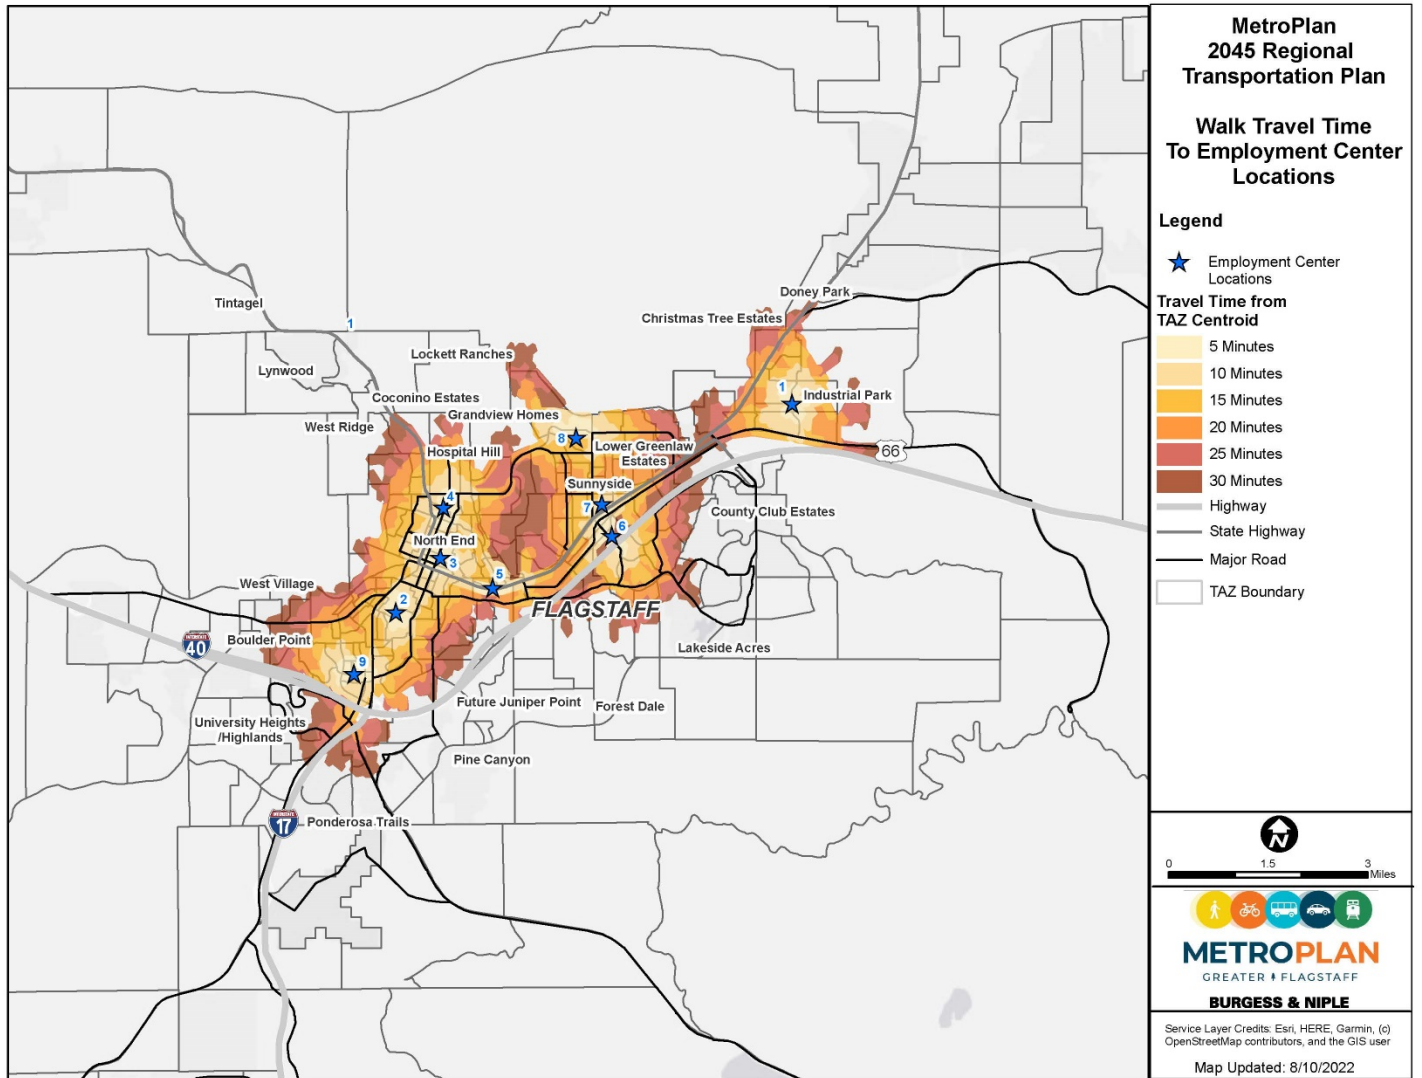 MetroPlan
2045 Regional
Transportation Plan
Walk Travel Time
To Employment Center
Locations
Legend
Employment Center
Locations
Travel Time from
TAZ Centroid
5 Minutes
10 Minutes
15 Minutes
20 Minutes
25 Minutes
30 Minutes
Highway
State Highway
Major Road
TAZ Boundary
N
0 1.5 3
Miles
METROPLAN
GREATER FLAGSTAFF
BURGESS & NIPLE
Service Layer Credits: Esri, HERE, Garmin, (c)
OpenStreetMap contributors, and the GIS user
Map Updated: 8/10/2022
Doney Park
Tintagel
1
Christmas Tree Estates
Lockett Ranches
Lynwood
1
Industrial Park
Coconino Estates
Grandview Homes
West Ridge
8
Lower Greenlaw
Estates
Hospital Hill
66
Sunnyside
4
7
County Club Estates
6
North End
3
5
West Village
2
FLAGSTAFF
INTERSTATE
40
Boulder Point
Lakeside Acres
9
Future Juniper Point
Forest Dale
University Heights
/Highlands
Pine Canyon
INTERSTATE
17
Ponderosa Trails